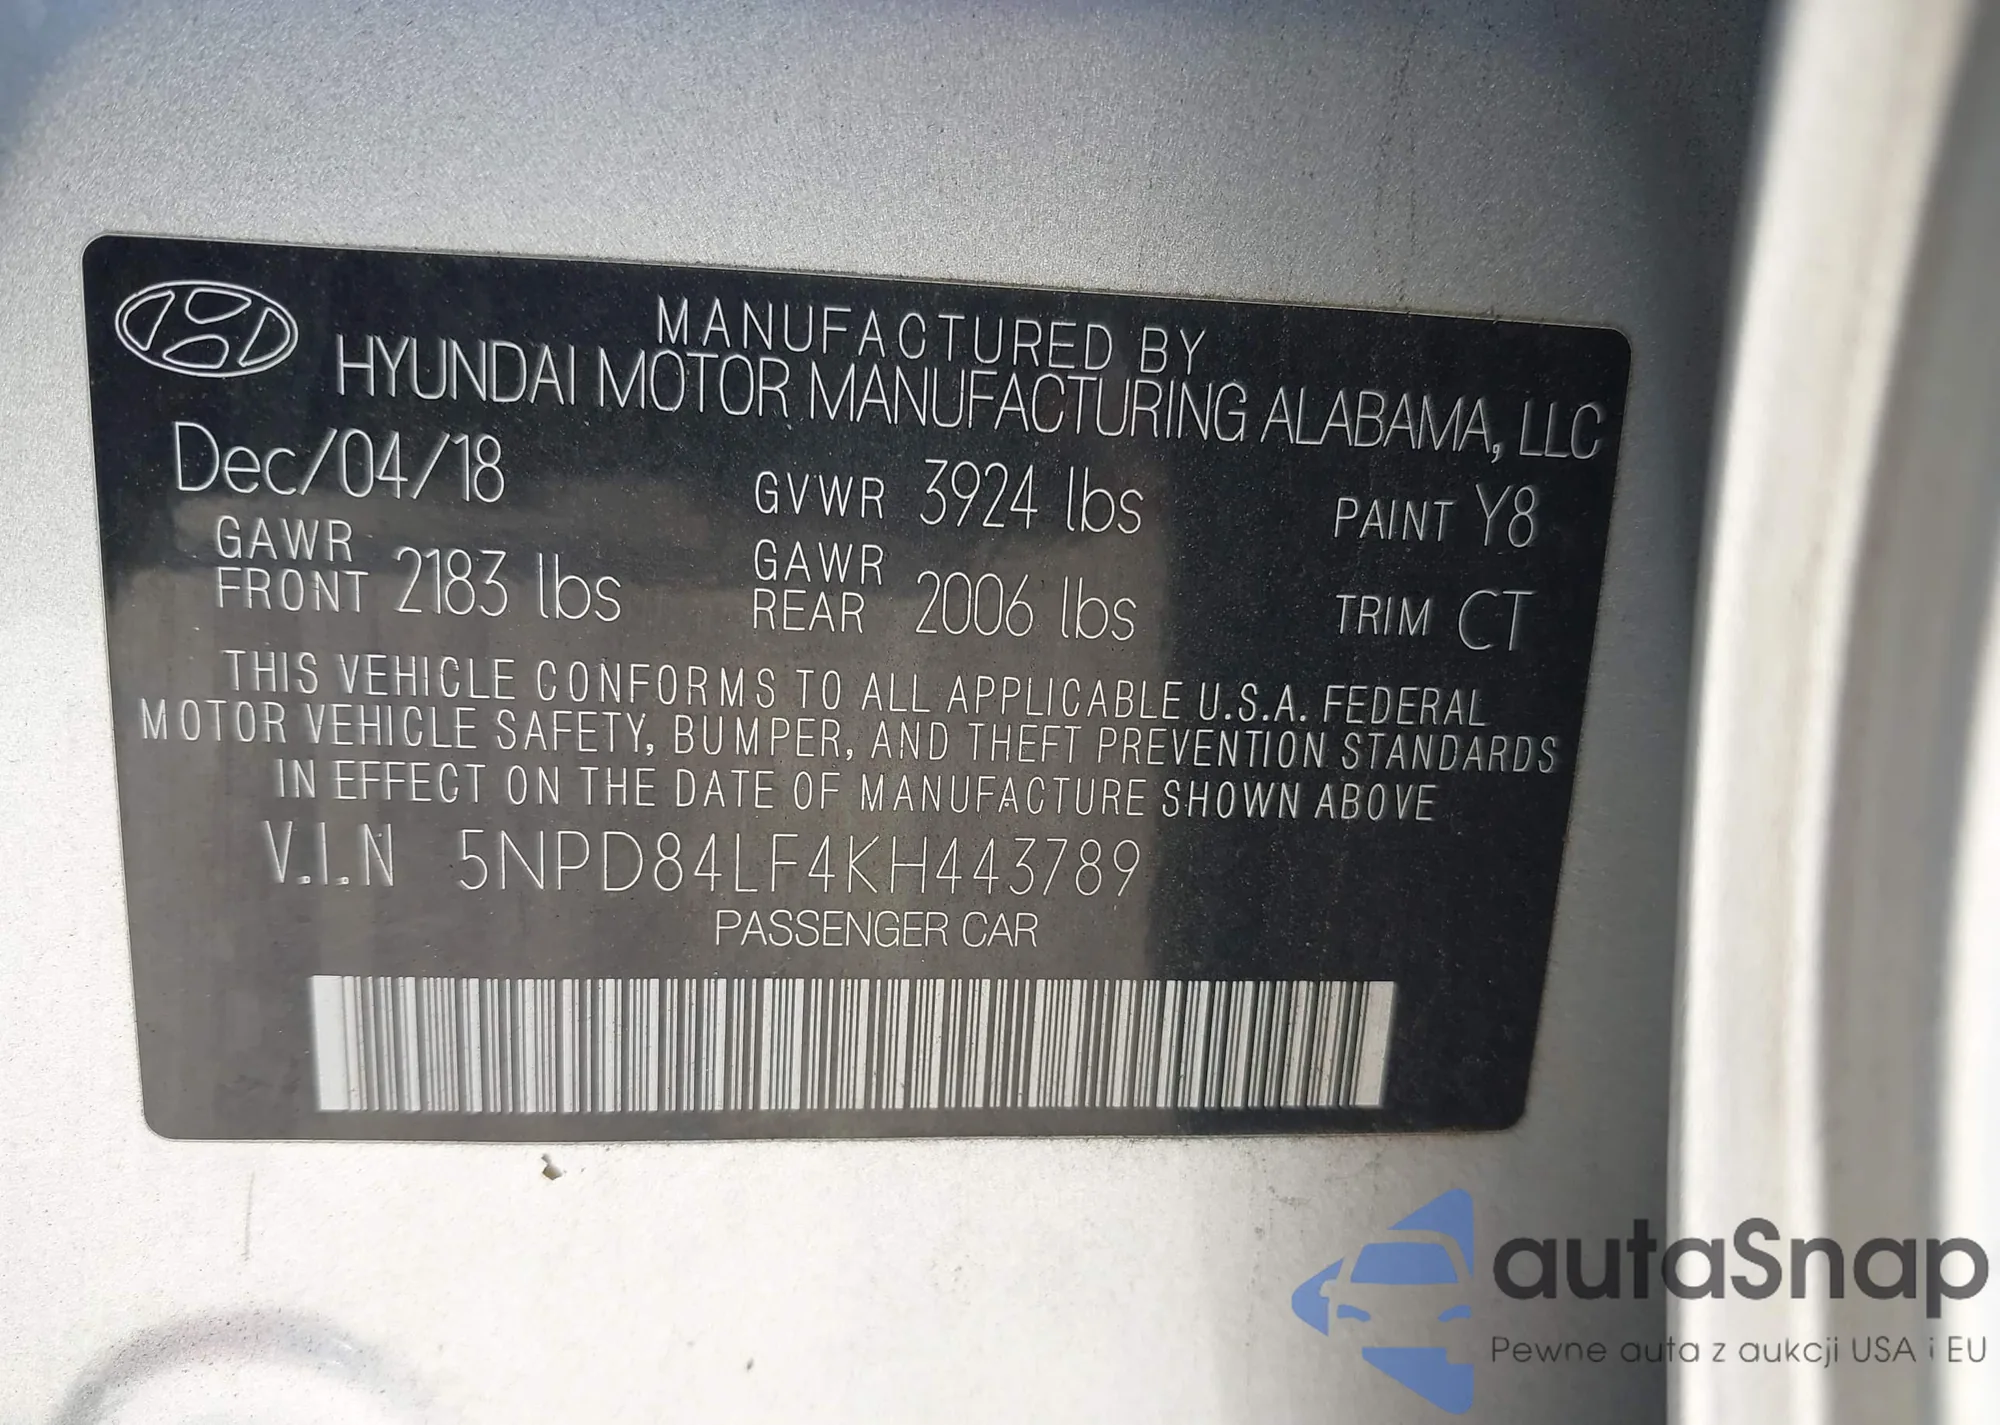 MANUFACTURED BY
HYUNDAI MOTOR MANUFACTURING ALABAMA, LLC
Dec/04/18 GVWR 3924 lbs PAINT Y8
GAWR FRONT 2183 lbs GAWR REAR 2006 lbs TRIM CT
THIS VEHICLE CONFORMS TO ALL APPLICABLE U.S.A. FEDERAL
MOTOR VEHICLE SAFETY, BUMPER, AND THEFT PREVENTION STANDARDS
IN EFFECT ON THE DATE OF MANUFACTURE SHOWN ABOVE
V.I.N 5NPD84LF4KH443789
PASSENGER CAR
autaSnap
Pewne auta z aukcji USA i EU